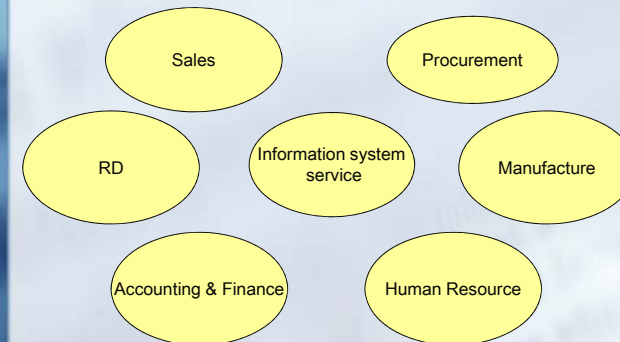 Sales
Procurement
RD
Information system
service
Manufacture
Accounting & Finance
Human Resource